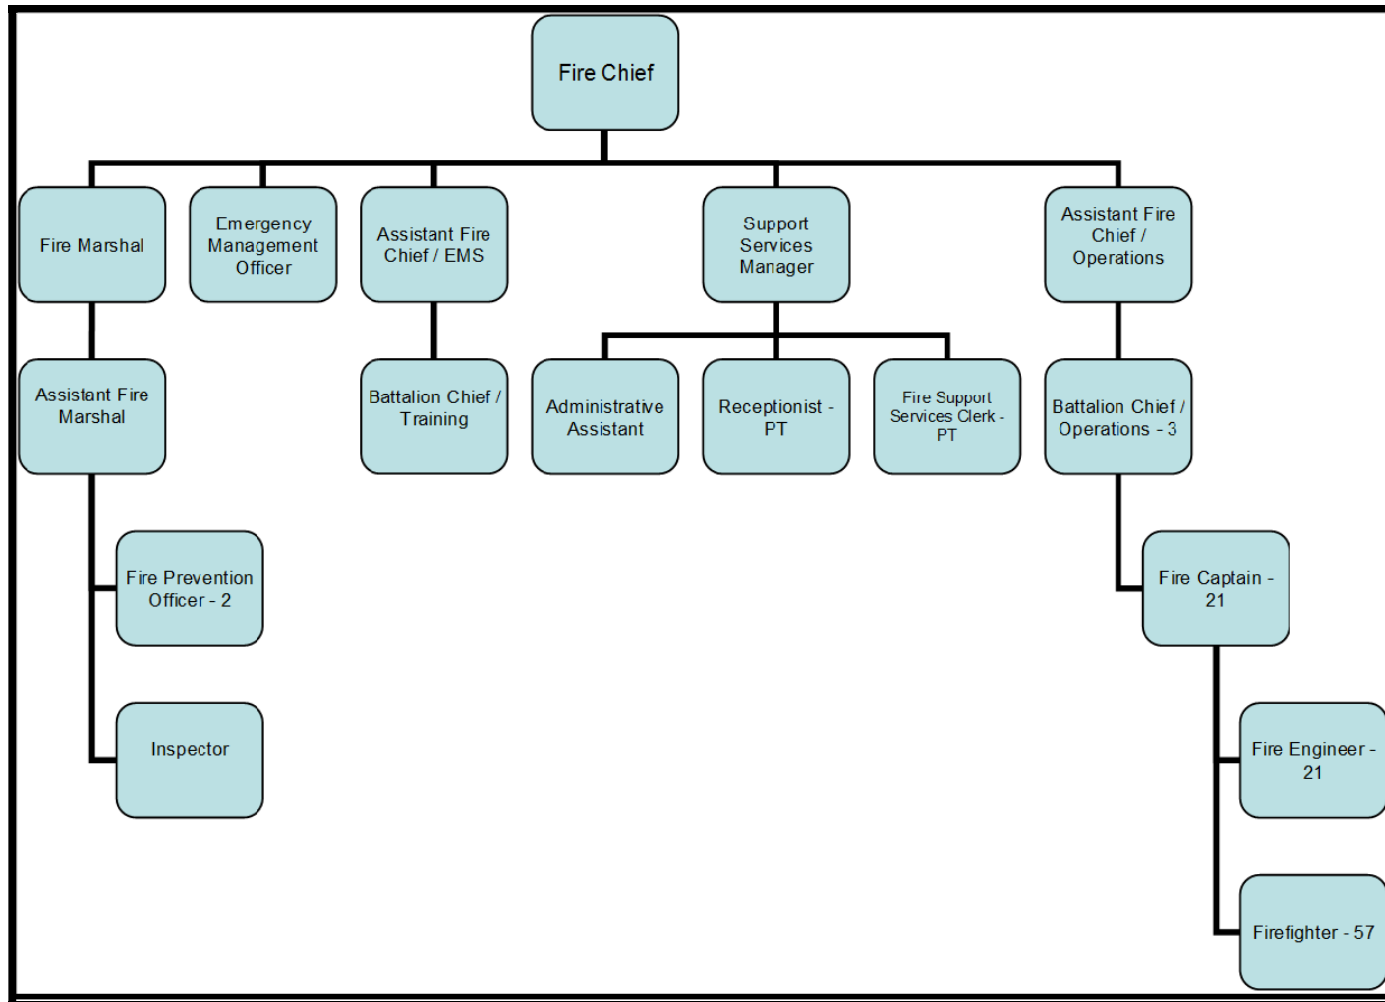 Fire Chief
Fire Marshal
Emergency
Management
Officer
Assistant Fire
Chief / EMS
Support
Services
Manager
Assistant Fire
Chief /
Operations
Assistant Fire
Marshal
Battalion Chief /
Training
Administrative
Assistant
Receptionist -
PT
Fire Support
Services Clerk -
PT
Battalion Chief /
Operations - 3
Fire Prevention
Officer - 2
Fire Captain -
21
Inspector
Fire Engineer -
21
Firefighter - 57